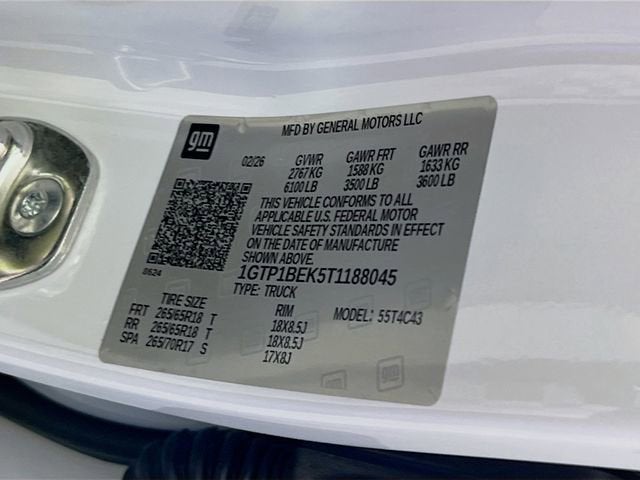 gm
MFD BY GENERAL MOTORS LLC
02/26 GVWR GAWR FRT GAWR RR
2767 KG 1588 KG 1633 KG
6100 LB 3500 LB 3600 LB
THIS VEHICLE CONFORMS TO ALL
APPLICABLE U.S. FEDERAL MOTOR
VEHICLE SAFETY STANDARDS IN EFFECT
ON THE DATE OF MANUFACTURE
SHOWN ABOVE.
0624
1GTP1BEK5T1188045
TYPE: TRUCK
TIRE SIZE RIM MODEL: 55T4C43
FRT 265/65R18 T 18X8.5J
RR 265/65R18 T 18X8.5J
SPA 265/70R17 S 17X8J
gm